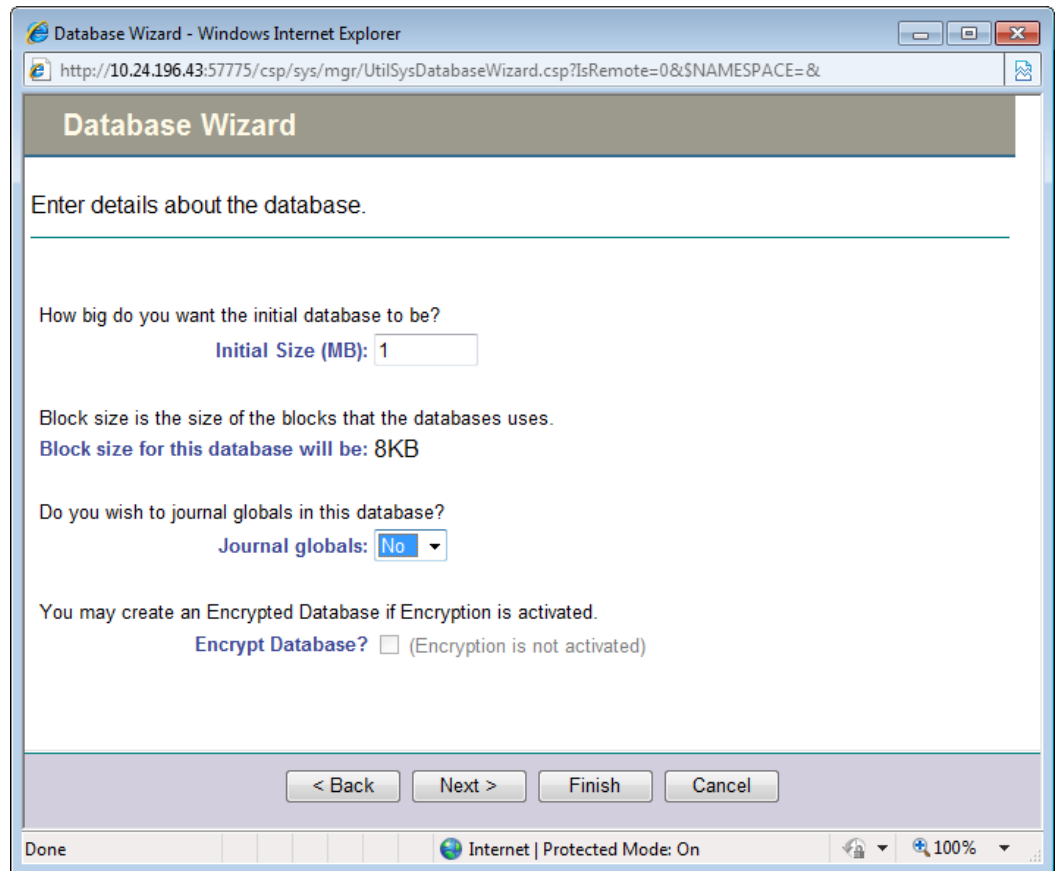 Database Wizard - Windows Internet Explorer
http://10.24.196.43:57775/csp/sys/mgr/UtilSysDatabaseWizard.csp?IsRemote=0&$NAMESPACE=&
Database Wizard
Enter details about the database.
How big do you want the initial database to be?
Initial Size (MB): 1
Block size is the size of the blocks that the databases uses.
Block size for this database will be: 8KB
Do you wish to journal globals in this database?
Journal globals: No
You may create an Encrypted Database if Encryption is activated.
Encrypt Database? (Encryption is not activated)
< Back Next > Finish Cancel
Done Internet | Protected Mode: On 100%